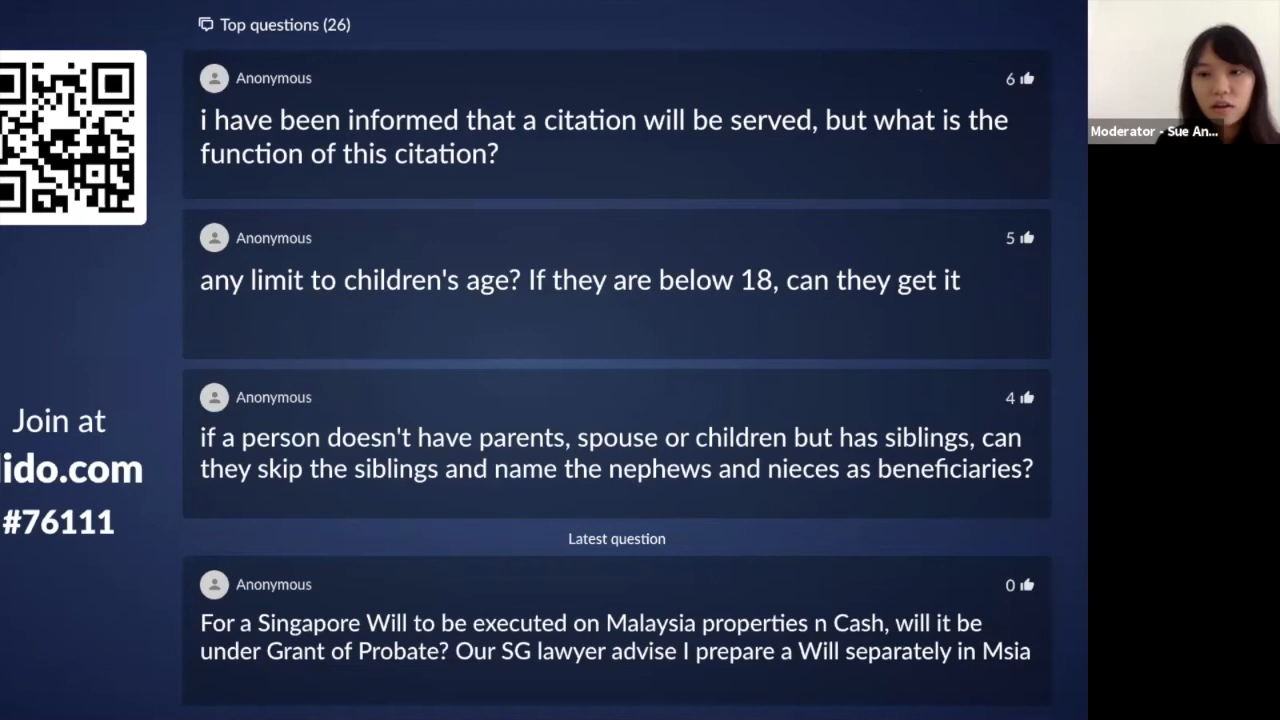 Top questions (26)
Anonymous
6
i have been informed that a citation will be served, but what is the
function of this citation?
Anonymous
5
any limit to children's age? If they are below 18, can they get it
Anonymous
4
if a person doesn't have parents, spouse or children but has siblings, can
they skip the siblings and name the nephews and nieces as beneficiaries?
Latest question
Anonymous
0
For a Singapore Will to be executed on Malaysia properties n Cash, will it be
under Grant of Probate? Our SG lawyer advise I prepare a Will separately in Msia
Join at
lido.com
#76111
Moderator - Sue An...